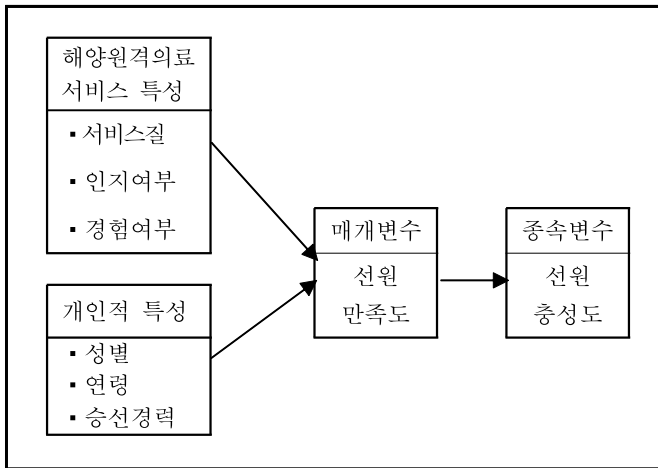 해양원격의료
서비스 특성
▪ 서비스질
▪ 인지여부
▪ 경험여부
개인적 특성
▪ 성별
▪ 연령
▪ 승선경력
매개변수
선원
만족도
종속변수
선원
충성도